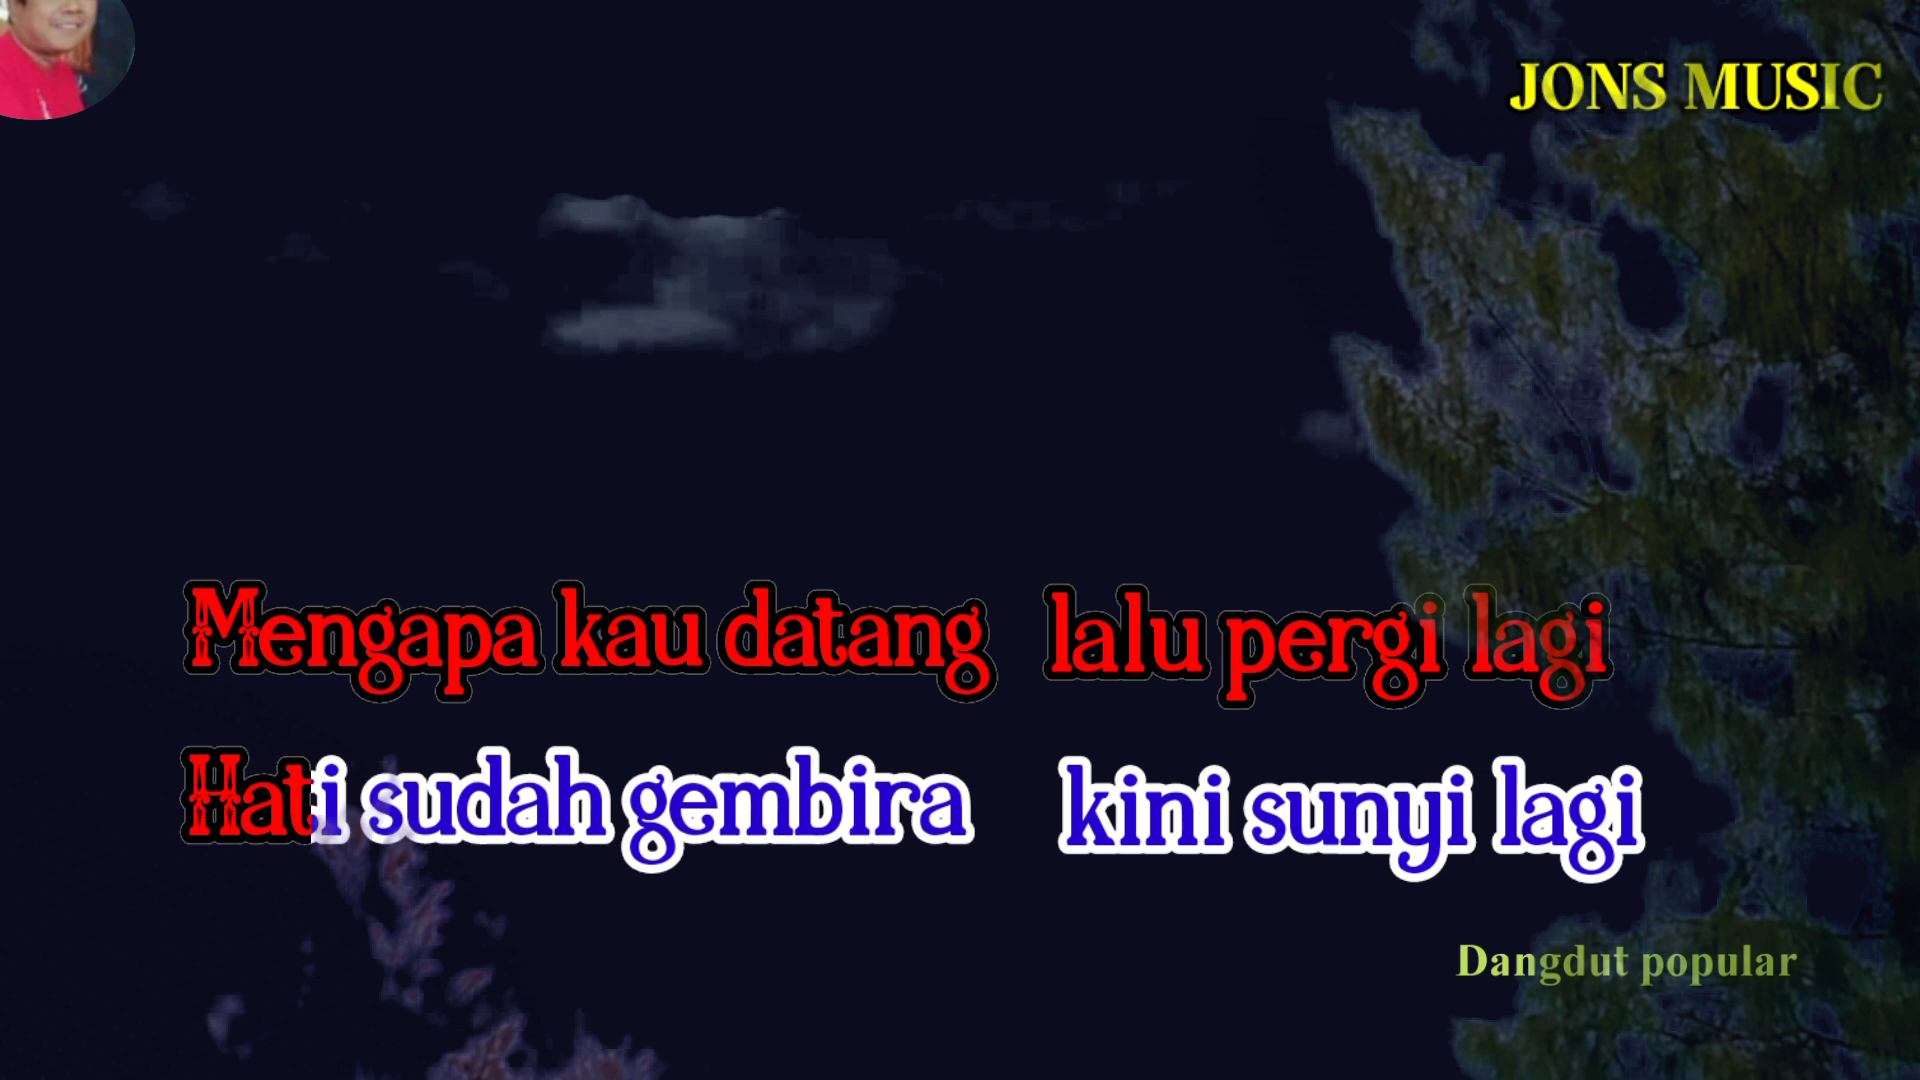 JONS MUSIC
Mengapa kau datang lalu pergi lagi
Hati sudah gembira kini sunyi lagi
Dangdut popular